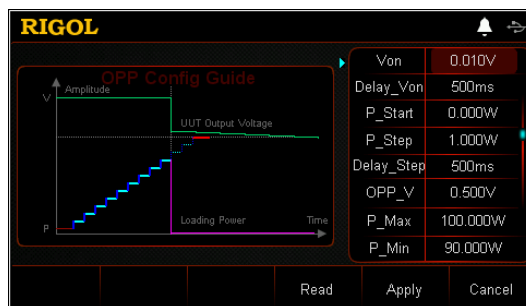 RIGOL
OPP Config Guide
Amplitude
V
UUT Output Voltage
Loading Power
Time
P
Von 0.010V
Delay_Von 500ms
P_Start 0.000W
P_Step 1.000W
Delay_Step 500ms
OPP_V 0.500V
P_Max 100.000W
P_Min 90.000W
Read Apply Cancel